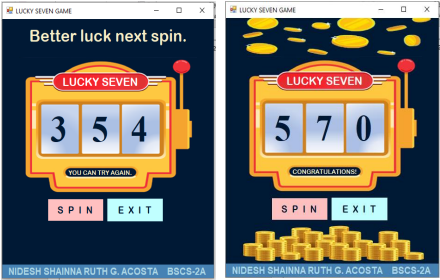 LUCKY SEVEN GAME
Better luck next spin.
LUCKY SEVEN
3 5 4
YOU CAN TRY AGAIN.
SPIN EXIT
NIDESH SHAINNA RUTH G. ACOSTA BSCS-2A
LUCKY SEVEN GAME
LUCKY SEVEN
5 7 0
CONGRATULATIONS!
SPIN EXIT
NIDESH SHAINNA RUTH G. ACOSTA BSCS-2A